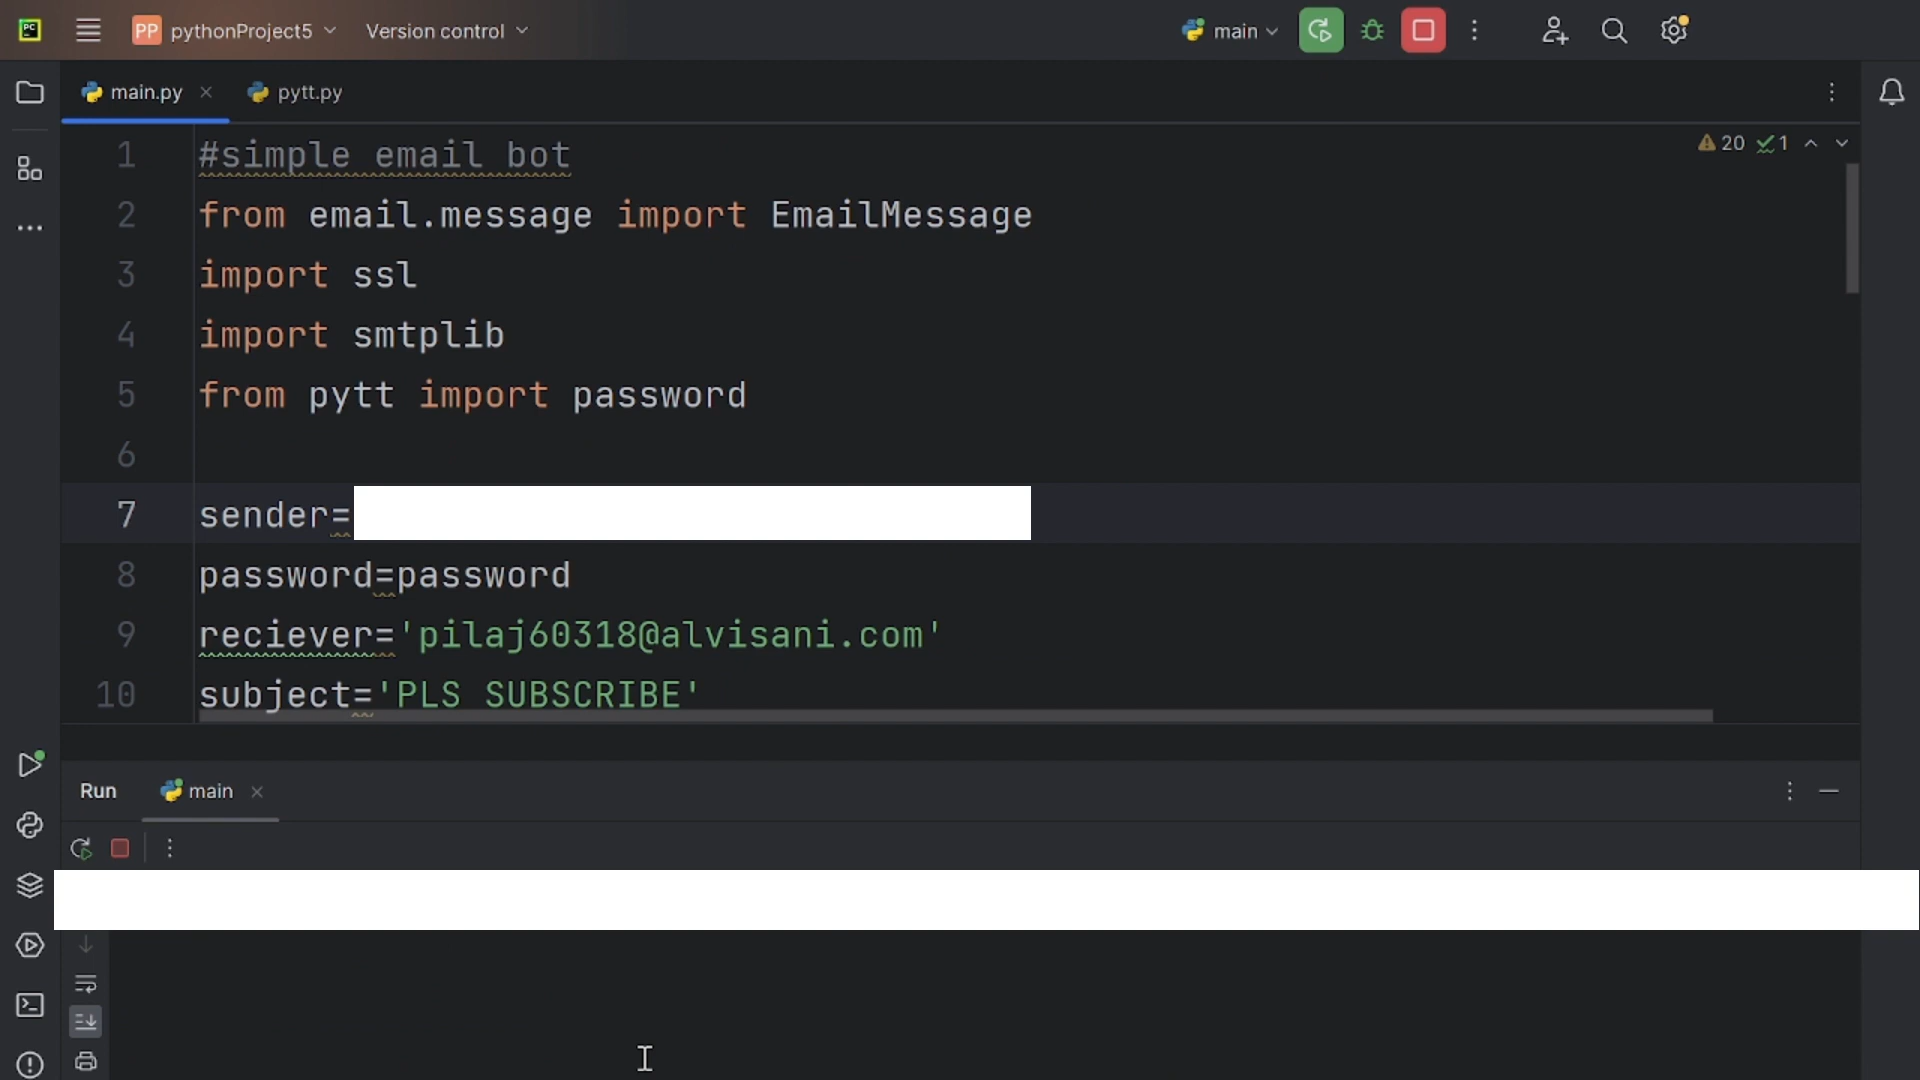 PC
PP pythonProject5 Version control main
main.py pytt.py
20 1
1 #simple email bot
2 from email.message import EmailMessage
3 import ssl
4 import smtplib
5 from pytt import password
6
7 sender=
8 password=password
9 reciever='pilaj60318@alvisani.com'
10 subject='PLS SUBSCRIBE'
Run main